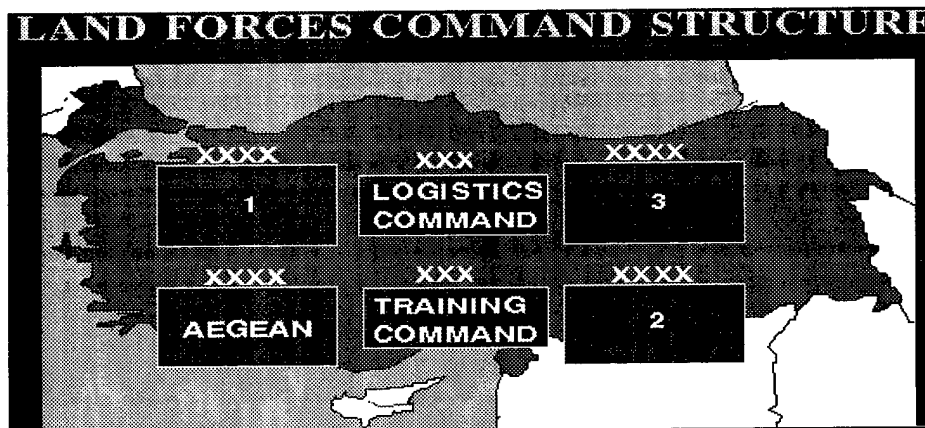 LAND FORCES COMMAND STRUCTURE
XXXX
1
XXX
LOGISTICS
COMMAND
XXXX
3
XXXX
AEGEAN
XXX
TRAINING
COMMAND
XXXX
2